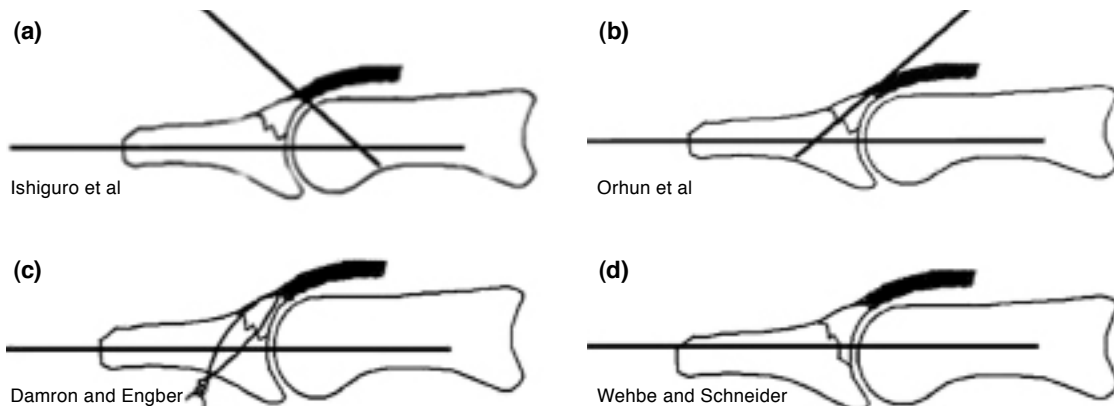 (a)
Ishiguro et al
(b)
Orhun et al
(c)
Damron and Engber
(d)
Wehbe and Schneider